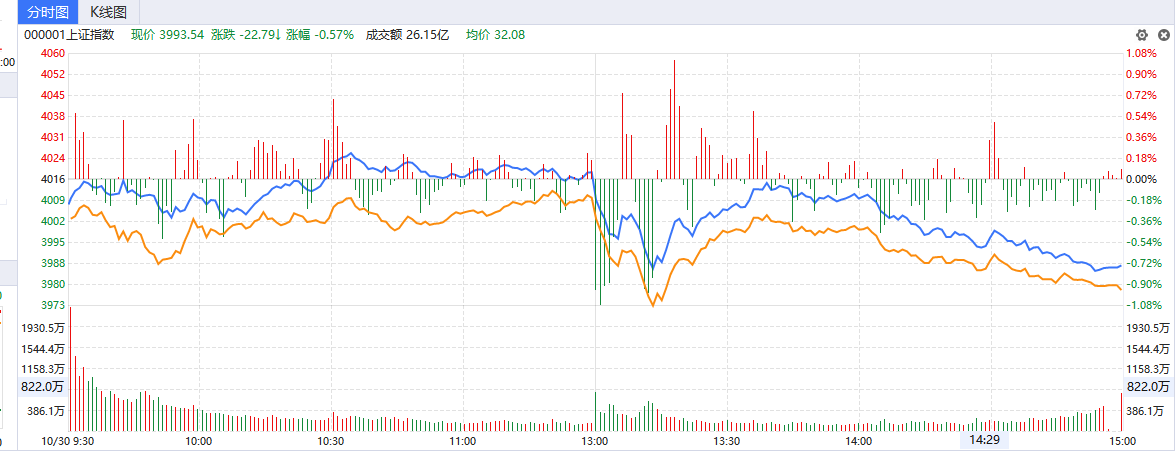 分时图 K线图
000001上证指数 现价 3993.54 涨跌 -22.79↓ 涨幅 -0.57% 成交额 26.15亿 均价 32.08
4060 1.08%
4052 0.90%
4045 0.72%
:00
4038 0.54%
4031 0.36%
4024 0.18%
4016 0.00%
4009 -0.18%
4002 -0.36%
3995 -0.54%
3988 -0.72%
3980 -0.90%
3973 -1.08%
1930.5万 1930.5万
1544.4万 1544.4万
1158.3万 1158.3万
822.0万 822.0万
386.1万 386.1万
10/30 9:30 10:00 10:30 11:00 13:00 13:30 14:00 14:29 15:00